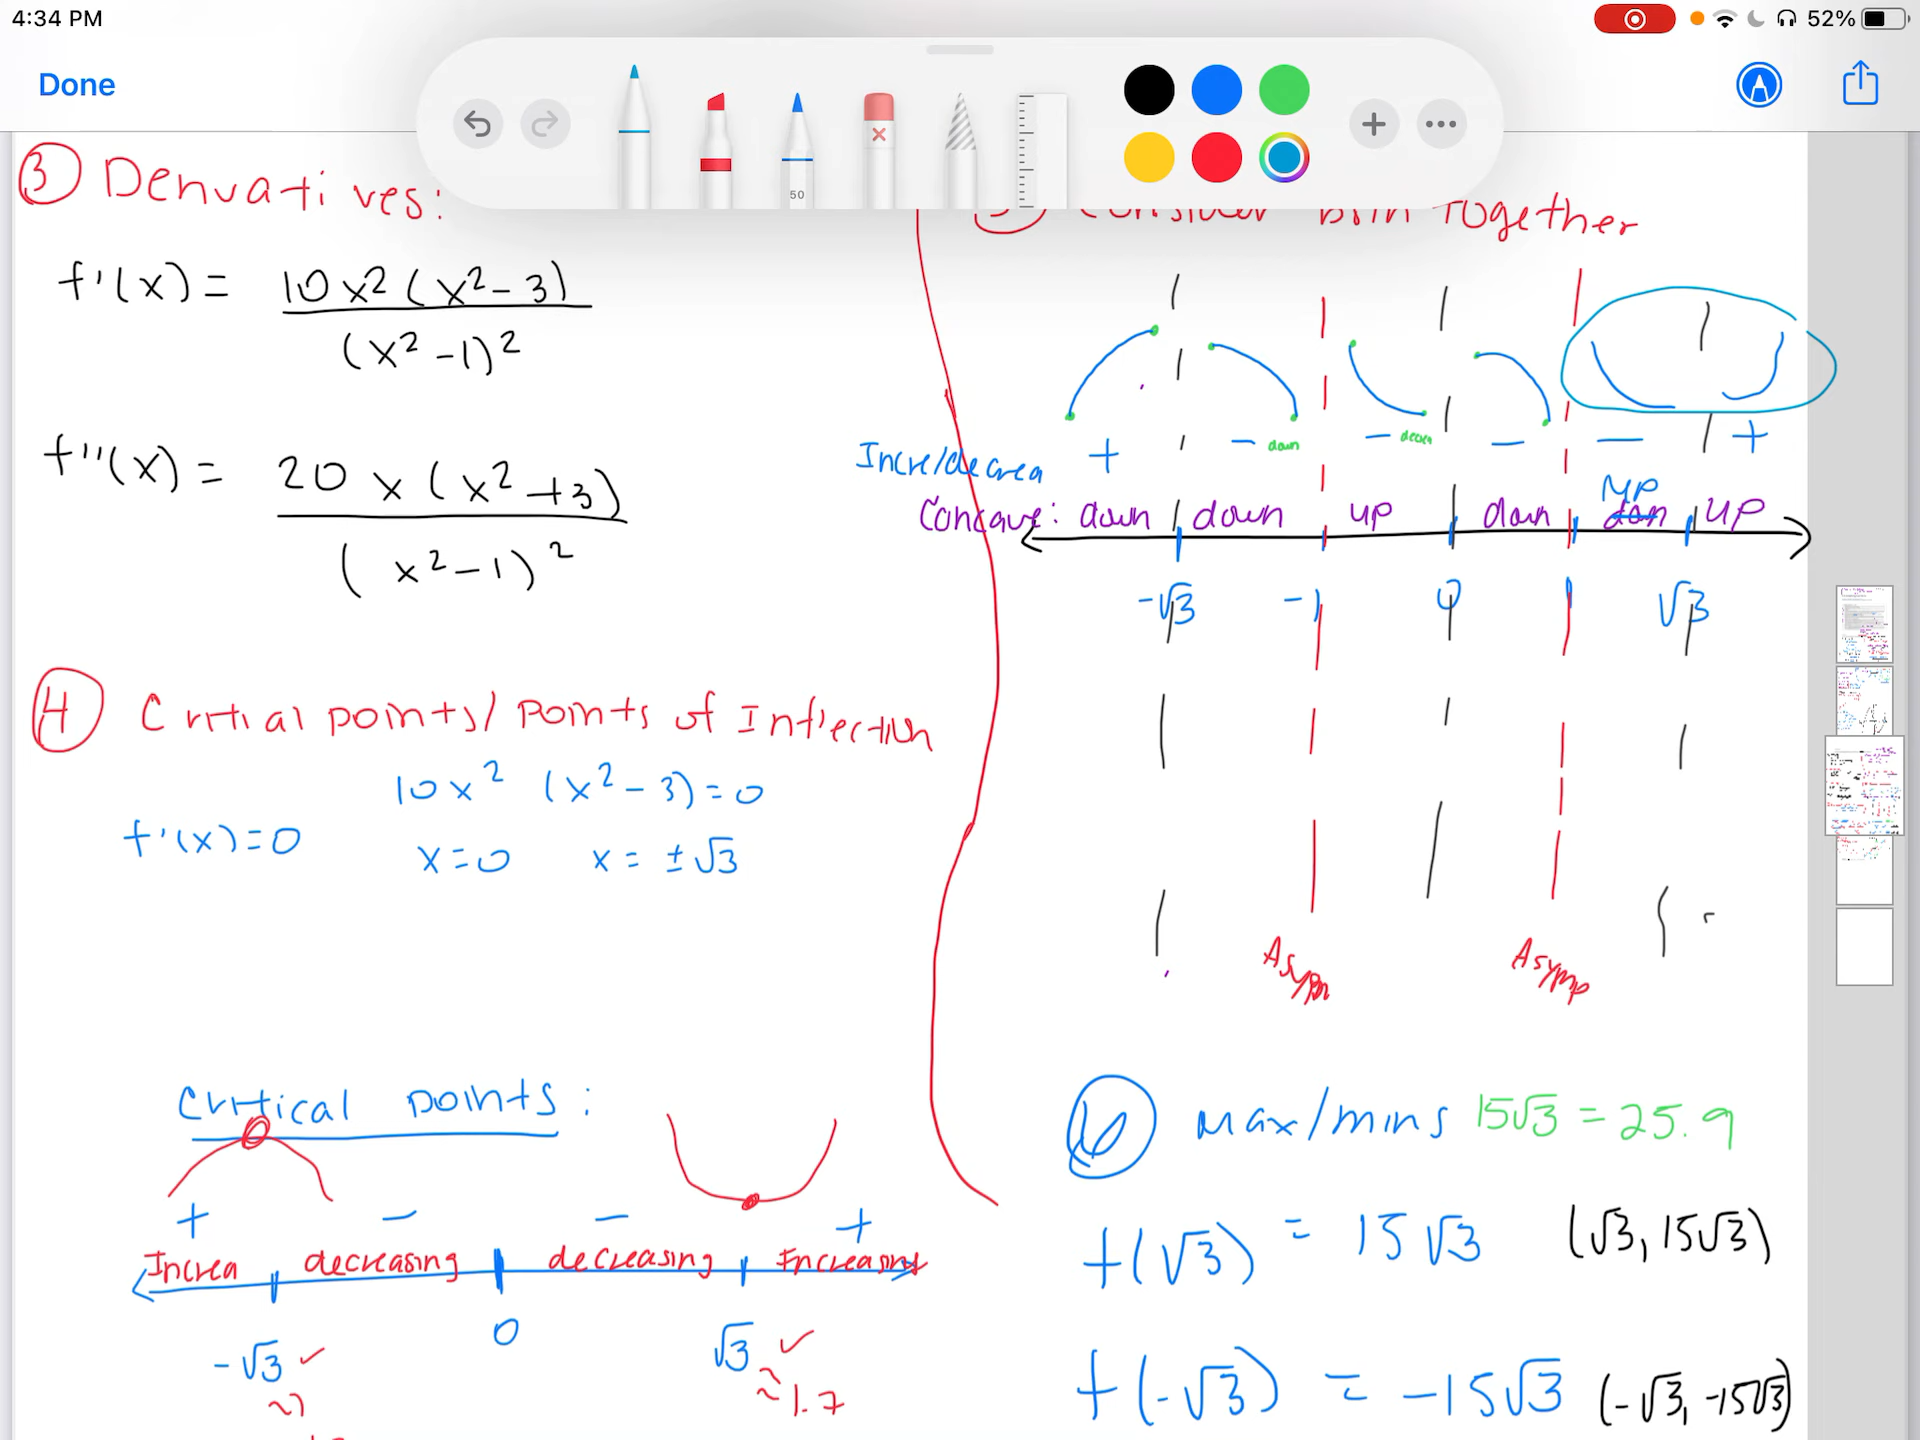 4:34 PM
52%
Done
50
③ Derivatives:
f'(x) = 10x² (x² - 3) / (x² - 1)²
f''(x) = 20 x (x² + 3) / (x² - 1)²
④ Critial points/ points of Inflection
10x² (x² - 3) = 0
f'(x) = 0
x = 0 x = ± √3
Critical points:
+ - - +
Increa decreasing decreasing Increasing
-√3 ✓ 0 √3 ✓
≈ 1.7
Together
+ - down - - - +
Incre/decrea
up
Concave: down down up down down up
-√3 -1 0 1 √3
Asymp Asymp
⑥ max/mins 15√3 = 25.9
f(√3) = 15√3 (√3, 15√3)
f(-√3) = -15√3 (-√3, -15√3)